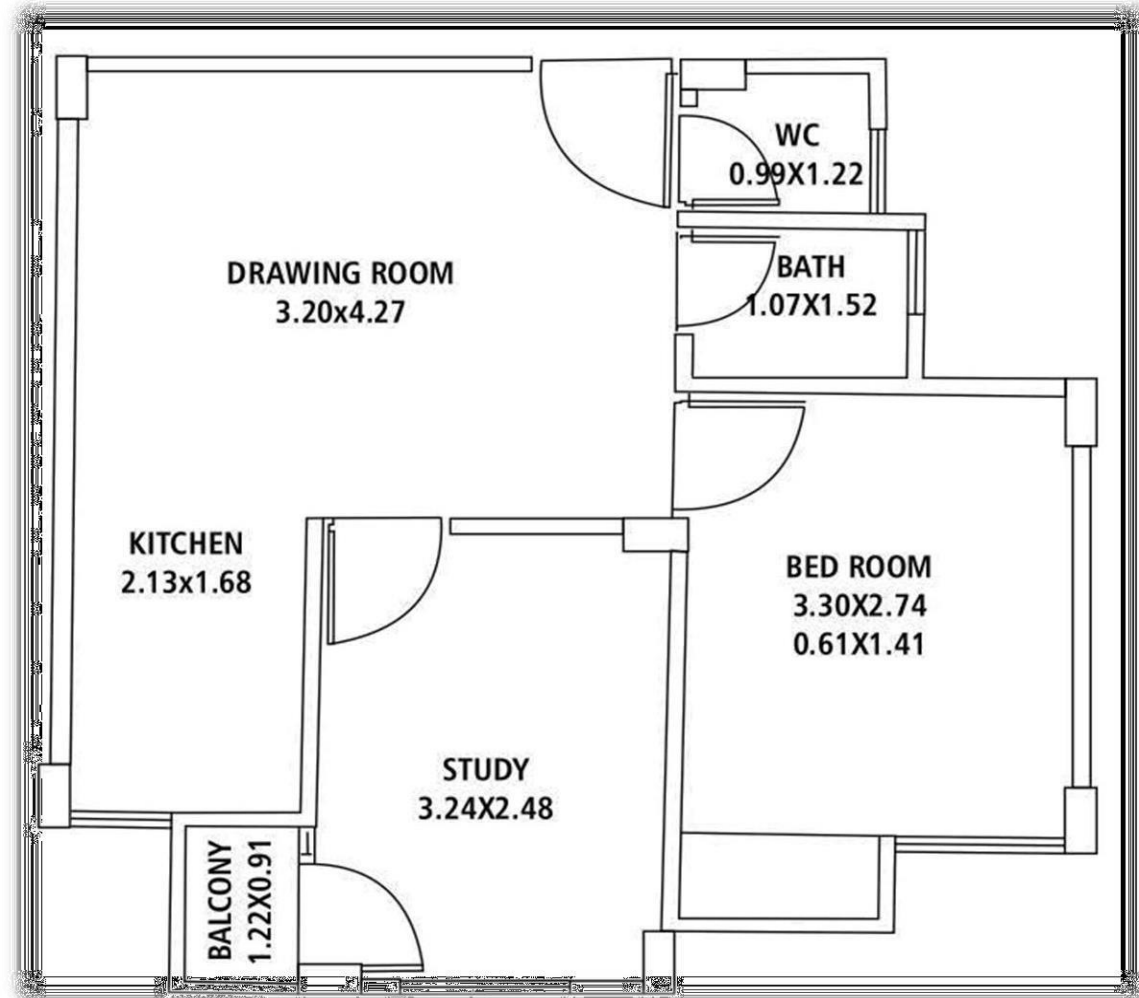 WC
0.99X1.22
DRAWING ROOM
3.20x4.27
BATH
1.07X1.52
KITCHEN
2.13x1.68
BED ROOM
3.30X2.74
0.61X1.41
STUDY
3.24X2.48
BALCONY
1.22X0.91